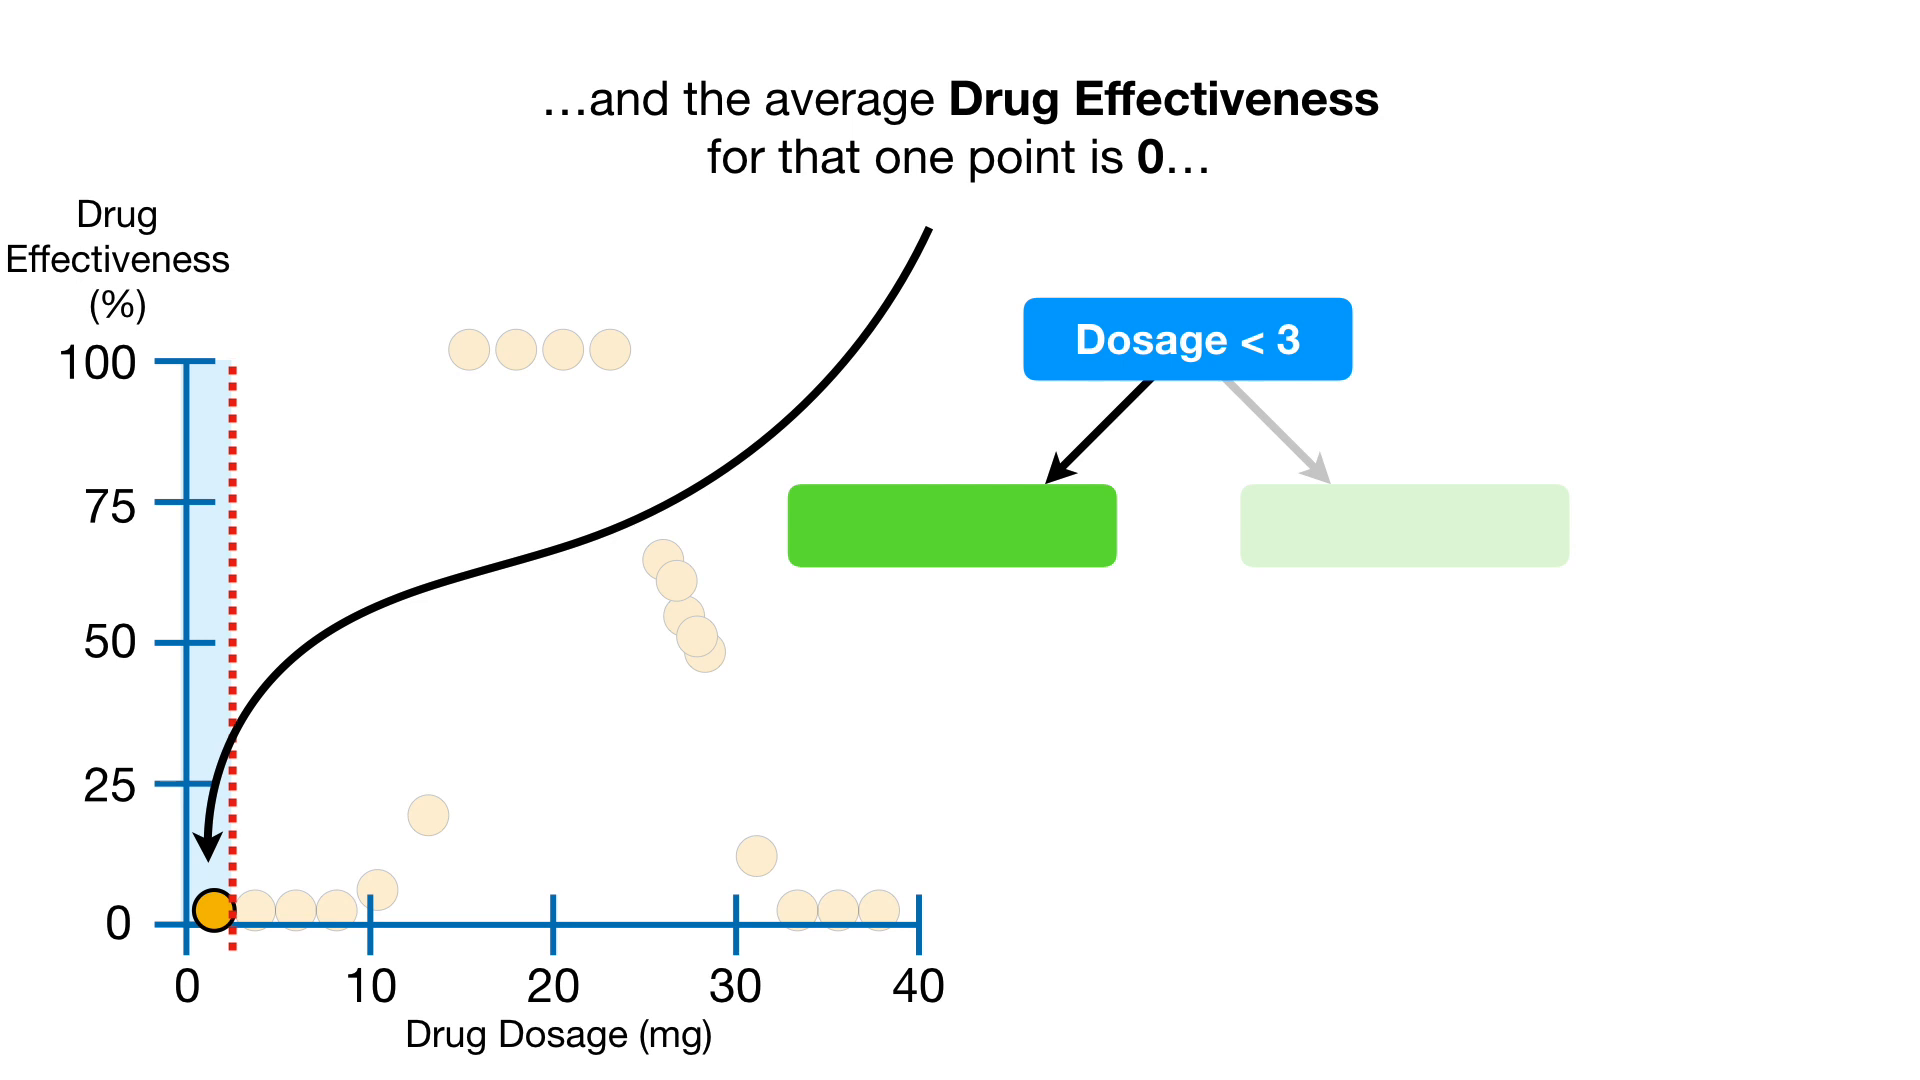 …and the average Drug Effectiveness
for that one point is 0…
Drug
Effectiveness
(%)
100
75
50
25
0
0 10 20 30 40
Drug Dosage (mg)
Dosage < 3